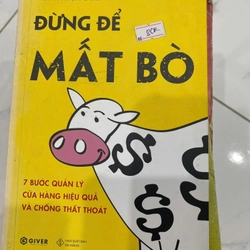 ĐỪNG ĐỂ
MẤT BÒ
7 BƯỚC QUẢN LÝ
CỬA HÀNG HIỆU QUẢ
VÀ CHỐNG THẤT THOÁT
GIVER